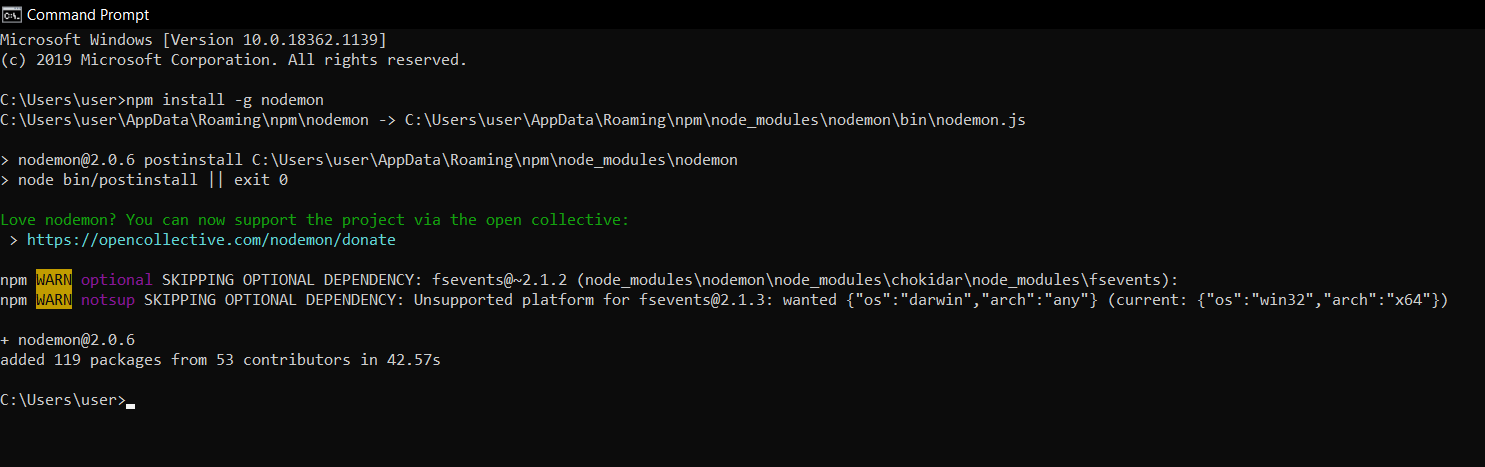 Command Prompt
Microsoft Windows [Version 10.0.18362.1139]
(c) 2019 Microsoft Corporation. All rights reserved.
C:\Users\user>npm install -g nodemon
C:\Users\user\AppData\Roaming\npm\nodemon -> C:\Users\user\AppData\Roaming\npm\node_modules\nodemon\bin\nodemon.js
> nodemon@2.0.6 postinstall C:\Users\user\AppData\Roaming\npm\node_modules\nodemon
> node bin/postinstall || exit 0
Love nodemon? You can now support the project via the open collective:
> https://opencollective.com/nodemon/donate
npm WARN optional SKIPPING OPTIONAL DEPENDENCY: fsevents@~2.1.2 (node_modules\nodemon\node_modules\chokidar\node_modules\fsevents):
npm WARN notsup SKIPPING OPTIONAL DEPENDENCY: Unsupported platform for fsevents@2.1.3: wanted {"os":"darwin","arch":"any"} (current: {"os":"win32","arch":"x64"})
+ nodemon@2.0.6
added 119 packages from 53 contributors in 42.57s
C:\Users\user>